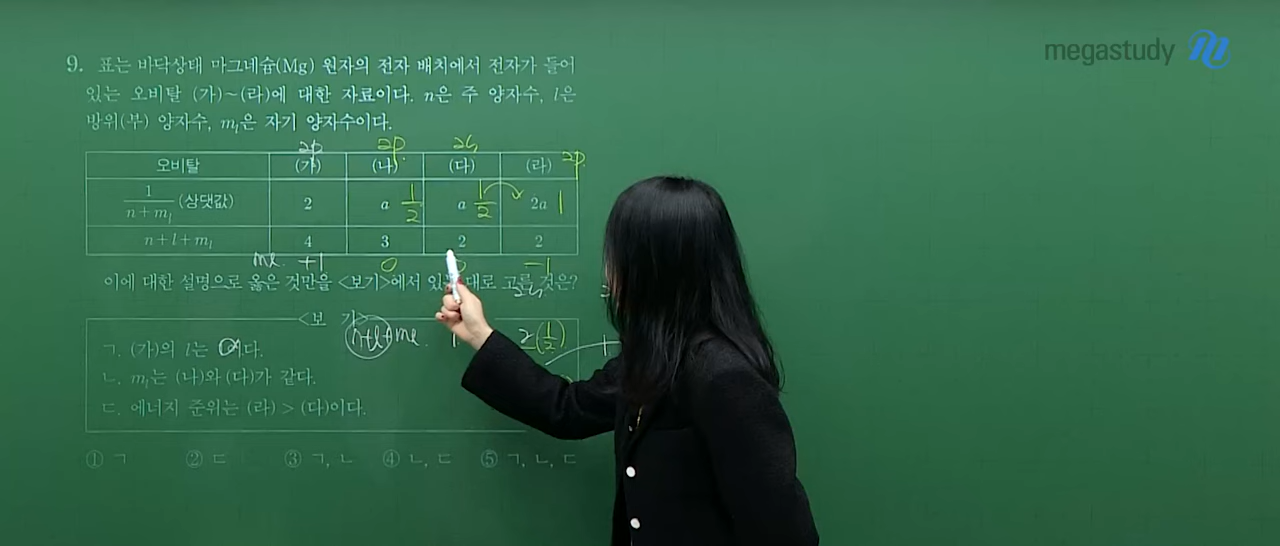 megastudy
9. 표는 바닥상태 마그네슘(Mg) 원자의 전자 배치에서 전자가 들어
있는 오비탈 (가)~(라)에 대한 자료이다. n은 주 양자수, l은
방위(부) 양자수, mₗ은 자기 양자수이다.
2p 2p 2s 2p
오비탈 (가) (나) (다) (라)
1/(n+mₗ) (상댓값) 2 a 1/2 a 1/2 2a 1
n+l+mₗ 4 3 2 2
mₗ +1 0 -1
이에 대한 설명으로 옳은 것만을 <보기>에서 있는 대로 고른 것은?
<보 기>
n+l+mₗ 2(1/2) 1
ㄱ. (가)의 l는 0이다.
ㄴ. mₗ는 (나)와 (다)가 같다.
ㄷ. 에너지 준위는 (라) > (다)이다.
① ㄱ ② ㄷ ③ ㄱ, ㄴ ④ ㄴ, ㄷ ⑤ ㄱ, ㄴ, ㄷ